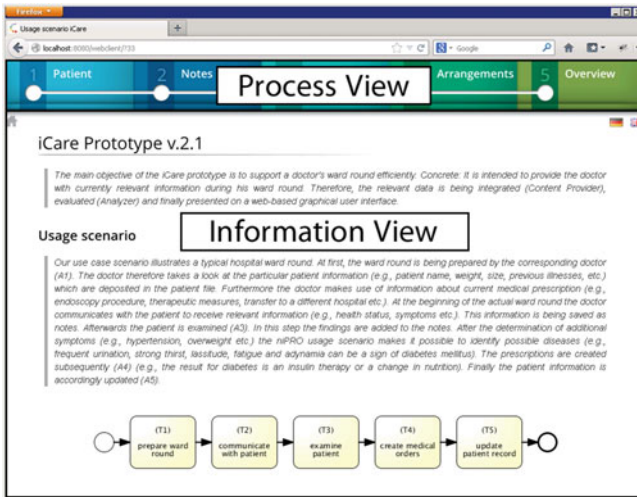 Firefox
Usage scenario iCare
+
localhost:8080/webclient/?33
Google
1 Patient 2 Notes Arrangements 5 Overview
Process View
iCare Prototype v.2.1
The main objective of the iCare prototype is to support a doctor's ward round efficiently. Concrete: It is intended to provide the doctor
with currently relevant information during his ward round. Therefore, the relevant data is being integrated (Content Provider),
evaluated (Analyzer) and finally presented on a web-based graphical user interface.
Usage scenario
Information View
Our use case scenario illustrates a typical hospital ward round. At first, the ward round is being prepared by the corresponding doctor
(A1). The doctor therefore takes a look at the particular patient information (e.g., patient name, weight, size, previous illnesses, etc.)
which are deposited in the patient file. Furthermore the doctor makes use of information about current medical prescription (e.g.,
endoscopy procedure, therapeutic measures, transfer to a different hospital etc.). At the beginning of the actual ward round the doctor
communicates with the patient to receive relevant information (e.g., health status, symptoms etc.). This information is being saved as
notes. Afterwards the patient is examined (A3). In this step the findings are added to the notes. After the determination of additional
symptoms (e.g., hypertension, overweight etc.) the niPRO usage scenario makes it possible to identify possible diseases (e.g.,
frequent urination, strong thirst, lassitude, fatigue and adynamia can be a sign of diabetes mellitus). The prescriptions are created
subsequently (A4) (e.g., the result for diabetes is an insulin therapy or a change in nutrition). Finally the patient information is
accordingly updated (A5).
(T1) (T2) (T3) (T4) (T5)
prepare ward communicate examine create medical update
round with patient patient orders patient record